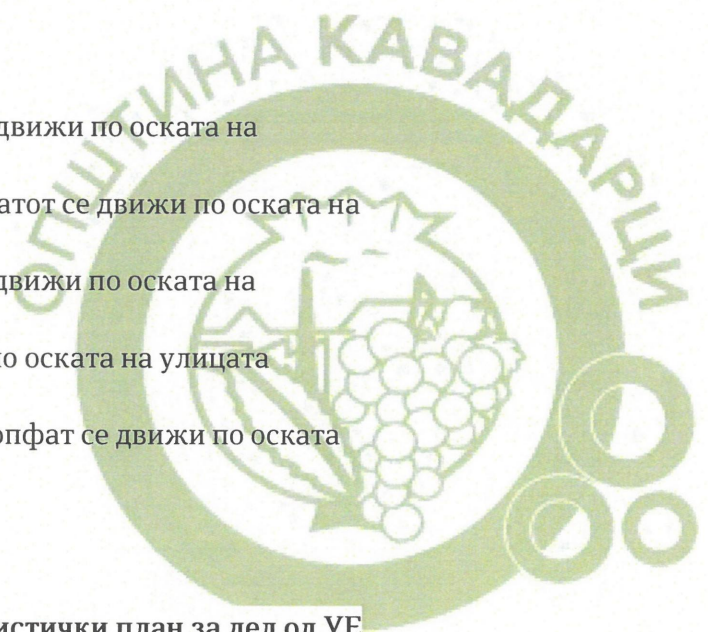 ОПШТИНА КАВАДАРЦИ
движи по оската на
атот се движи по оската на
движи по оската на
по оската на улицата
опфат се движи по оската
истички план за дел од УЕ